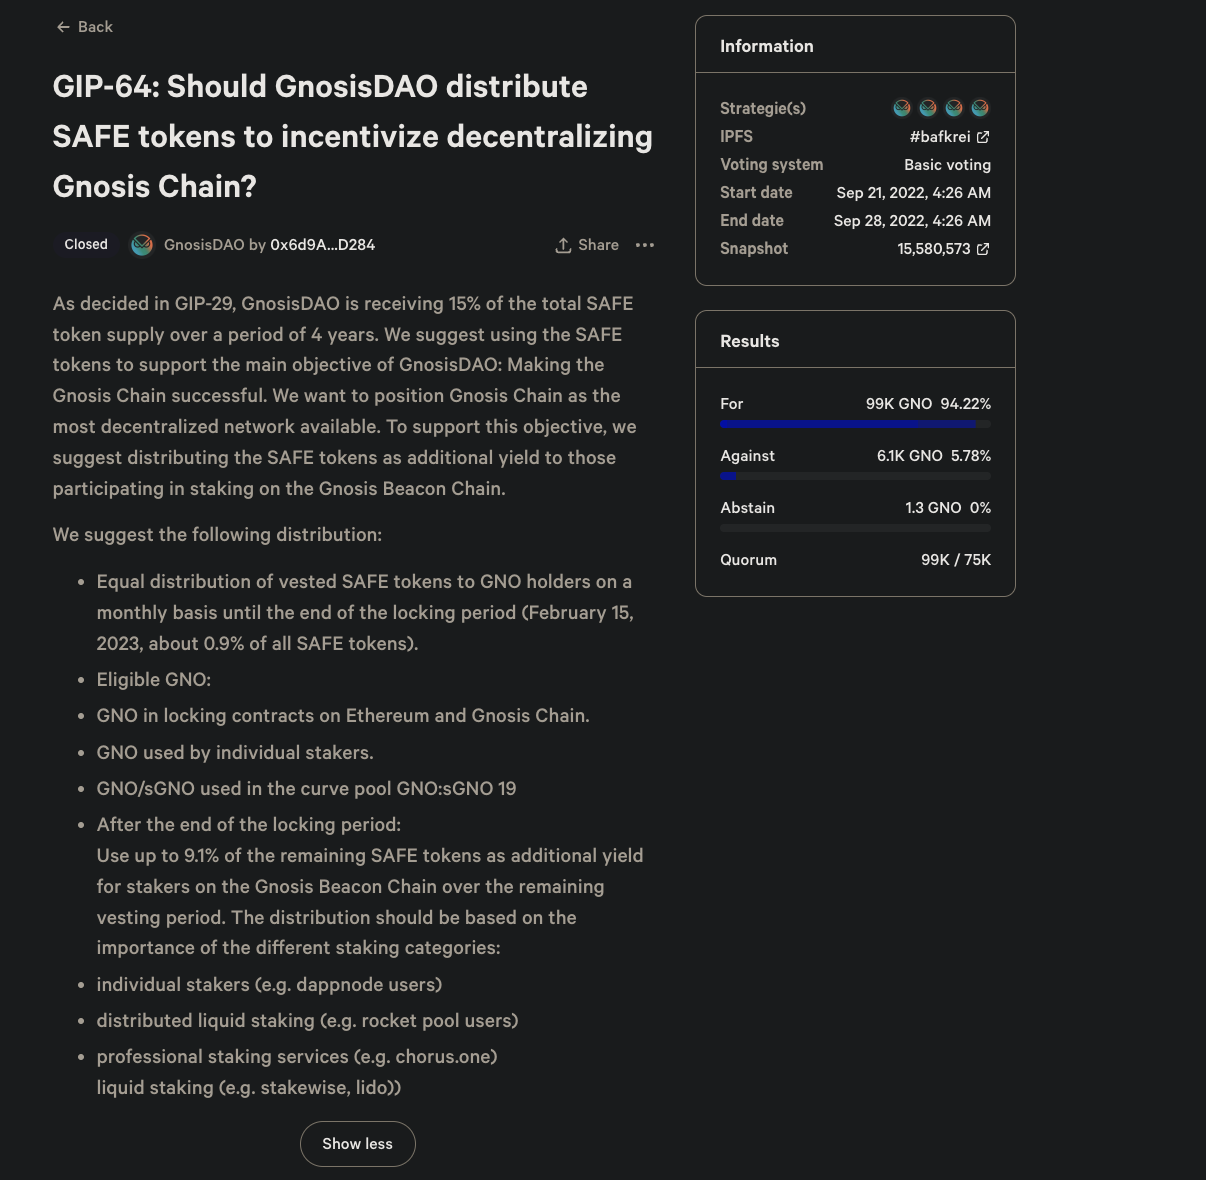 ← Back
GIP-64: Should GnosisDAO distribute
SAFE tokens to incentivize decentralizing
Gnosis Chain?
Closed GnosisDAO by 0x6d9A...D284 Share
As decided in GIP-29, GnosisDAO is receiving 15% of the total SAFE
token supply over a period of 4 years. We suggest using the SAFE
tokens to support the main objective of GnosisDAO: Making the
Gnosis Chain successful. We want to position Gnosis Chain as the
most decentralized network available. To support this objective, we
suggest distributing the SAFE tokens as additional yield to those
participating in staking on the Gnosis Beacon Chain.
We suggest the following distribution:
• Equal distribution of vested SAFE tokens to GNO holders on a
monthly basis until the end of the locking period (February 15,
2023, about 0.9% of all SAFE tokens).
• Eligible GNO:
• GNO in locking contracts on Ethereum and Gnosis Chain.
• GNO used by individual stakers.
• GNO/sGNO used in the curve pool GNO:sGNO 19
• After the end of the locking period:
Use up to 9.1% of the remaining SAFE tokens as additional yield
for stakers on the Gnosis Beacon Chain over the remaining
vesting period. The distribution should be based on the
importance of the different staking categories:
• individual stakers (e.g. dappnode users)
• distributed liquid staking (e.g. rocket pool users)
• professional staking services (e.g. chorus.one)
liquid staking (e.g. stakewise, lido))
Show less
Information
Strategie(s)
IPFS #bafkrei
Voting system Basic voting
Start date Sep 21, 2022, 4:26 AM
End date Sep 28, 2022, 4:26 AM
Snapshot 15,580,573
Results
For 99K GNO 94.22%
Against 6.1K GNO 5.78%
Abstain 1.3 GNO 0%
Quorum 99K / 75K